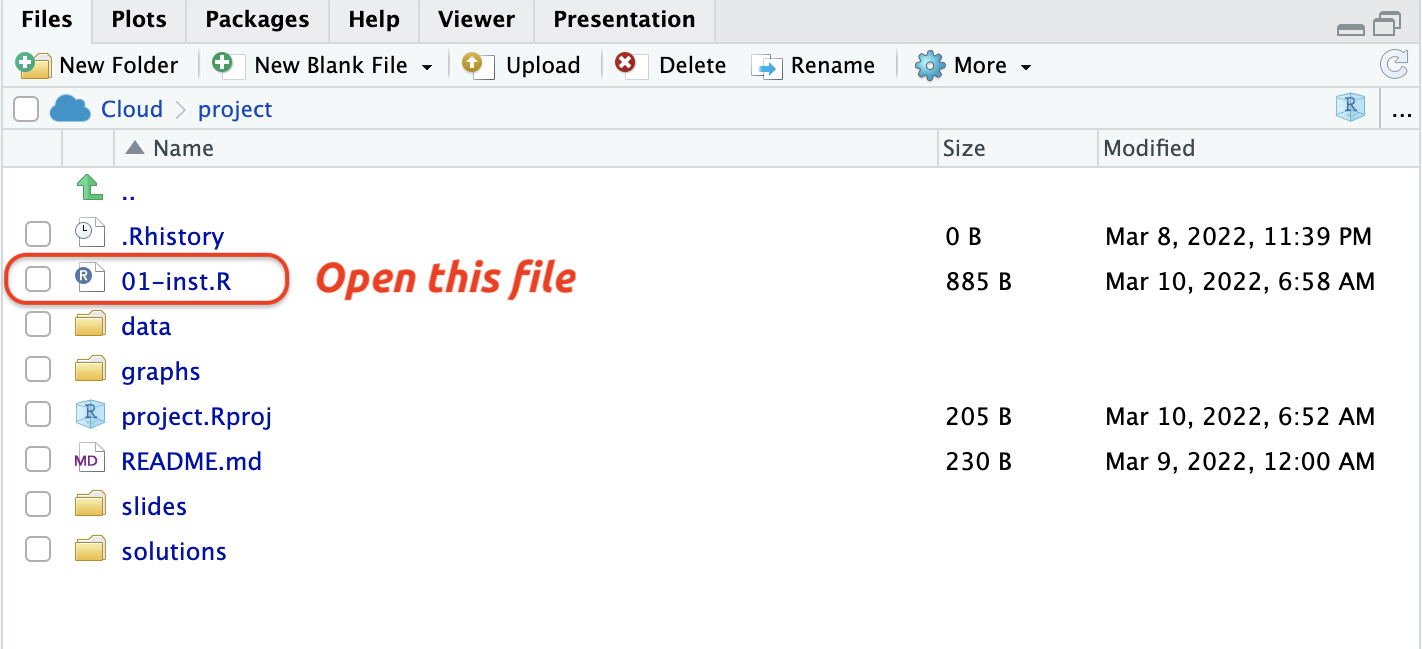 Files Plots Packages Help Viewer Presentation
New Folder New Blank File Upload Delete Rename More
Cloud project R ...
Name Size Modified
..
.Rhistory 0 B Mar 8, 2022, 11:39 PM
R 01-inst.R Open this file 885 B Mar 10, 2022, 6:58 AM
data
graphs
R project.Rproj 205 B Mar 10, 2022, 6:52 AM
MD README.md 230 B Mar 9, 2022, 12:00 AM
slides
solutions